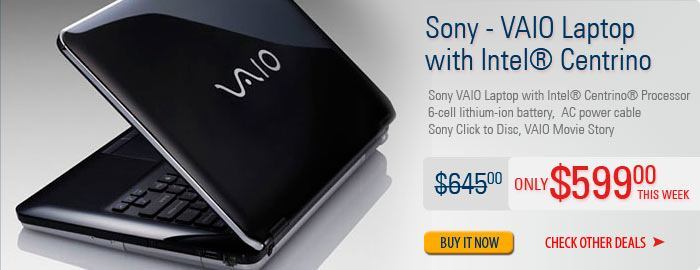 VAIO
Sony - VAIO Laptop
with Intel® Centrino
Sony VAIO Laptop with Intel® Centrino® Processor
6-cell lithium-ion battery, AC power cable
Sony Click to Disc, VAIO Movie Story
$64500 ONLY $59900 THIS WEEK
BUY IT NOW CHECK OTHER DEALS